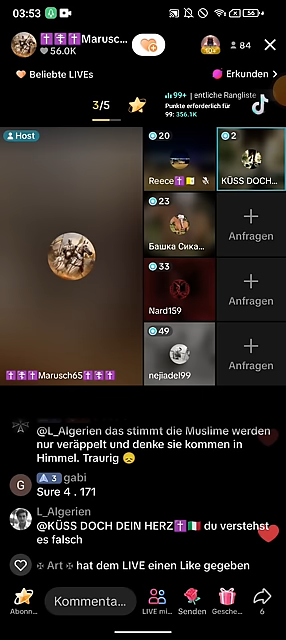 03:53
56
✝️✝️✝️Marusc...
56.0K
84
Beliebte LIVEs
Erkunden >
3/5
99+ | entliche Rangliste
Punkte erforderlich für
99: 356.1K
Host
20
2
Reece✝️
KÜSS DOCH...
23
Башка Сика...
Anfragen
33
Nard159
Anfragen
49
nejiadel99
Anfragen
✝️✝️✝️Marusch65✝️✝️✝️
@L_Algerien das stimmt die Muslime werden
nur veräppelt und denke sie kommen in
Himmel. Traurig 😞
G
3 gabi
Sure 4 . 171
L_Algerien
@KÜSS DOCH DEIN HERZ✝️🇮🇹 du verstehst
es falsch
✠ Art ✠ hat dem LIVE einen Like gegeben
Abonn...
Kommenta...
LIVE mi...
Senden
Gesche...
6